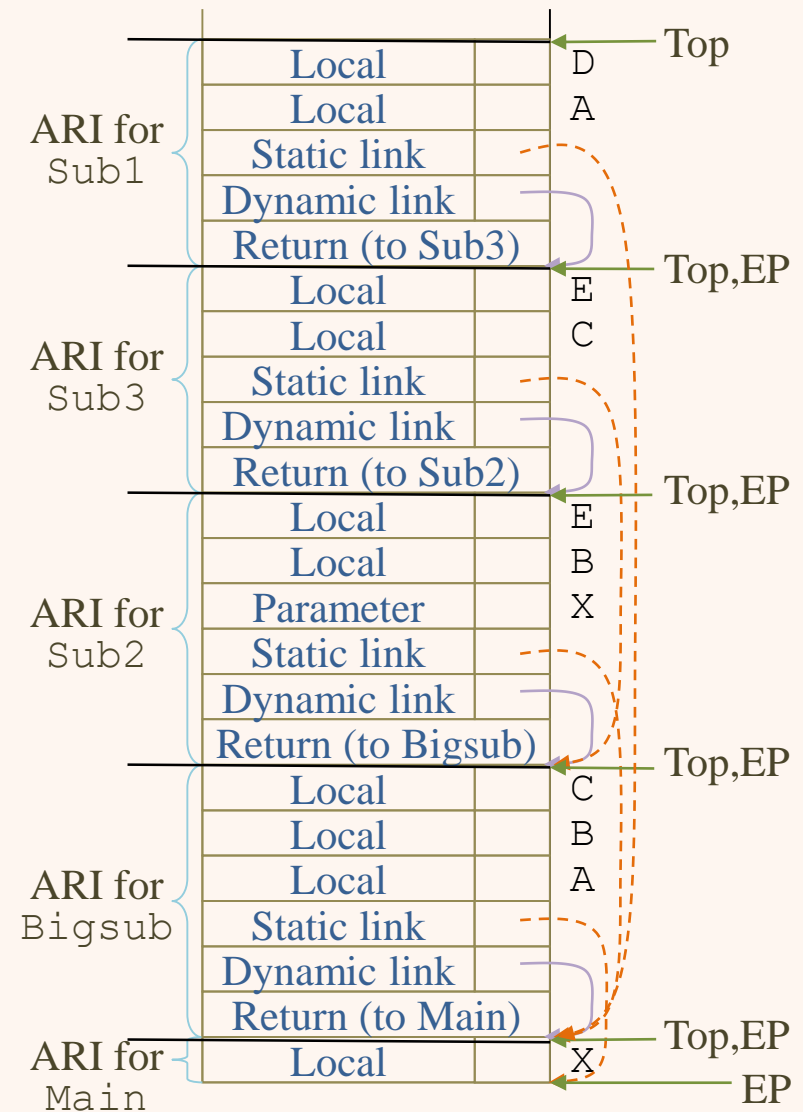 Top
Local D
Local A
ARI for
Sub1
Static link
Dynamic link
Return (to Sub3)
Top,EP
Local E
Local C
ARI for
Sub3
Static link
Dynamic link
Return (to Sub2)
Top,EP
Local E
Local B
Parameter X
ARI for
Sub2
Static link
Dynamic link
Return (to Bigsub)
Top,EP
Local C
Local B
Local A
ARI for
Bigsub
Static link
Dynamic link
Return (to Main)
Top,EP
ARI for
Main
Local X
EP